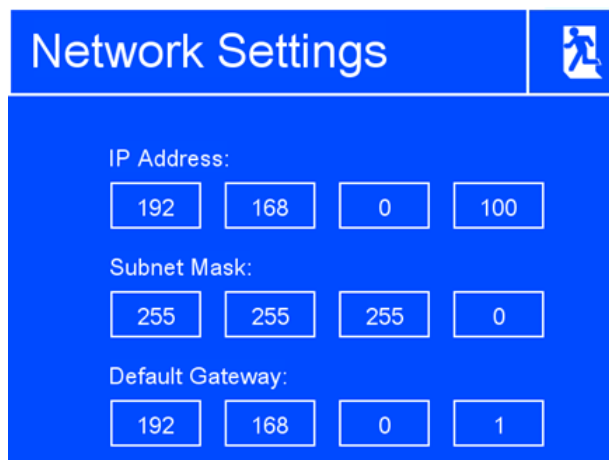 Network Settings
IP Address:
192 168 0 100
Subnet Mask:
255 255 255 0
Default Gateway:
192 168 0 1